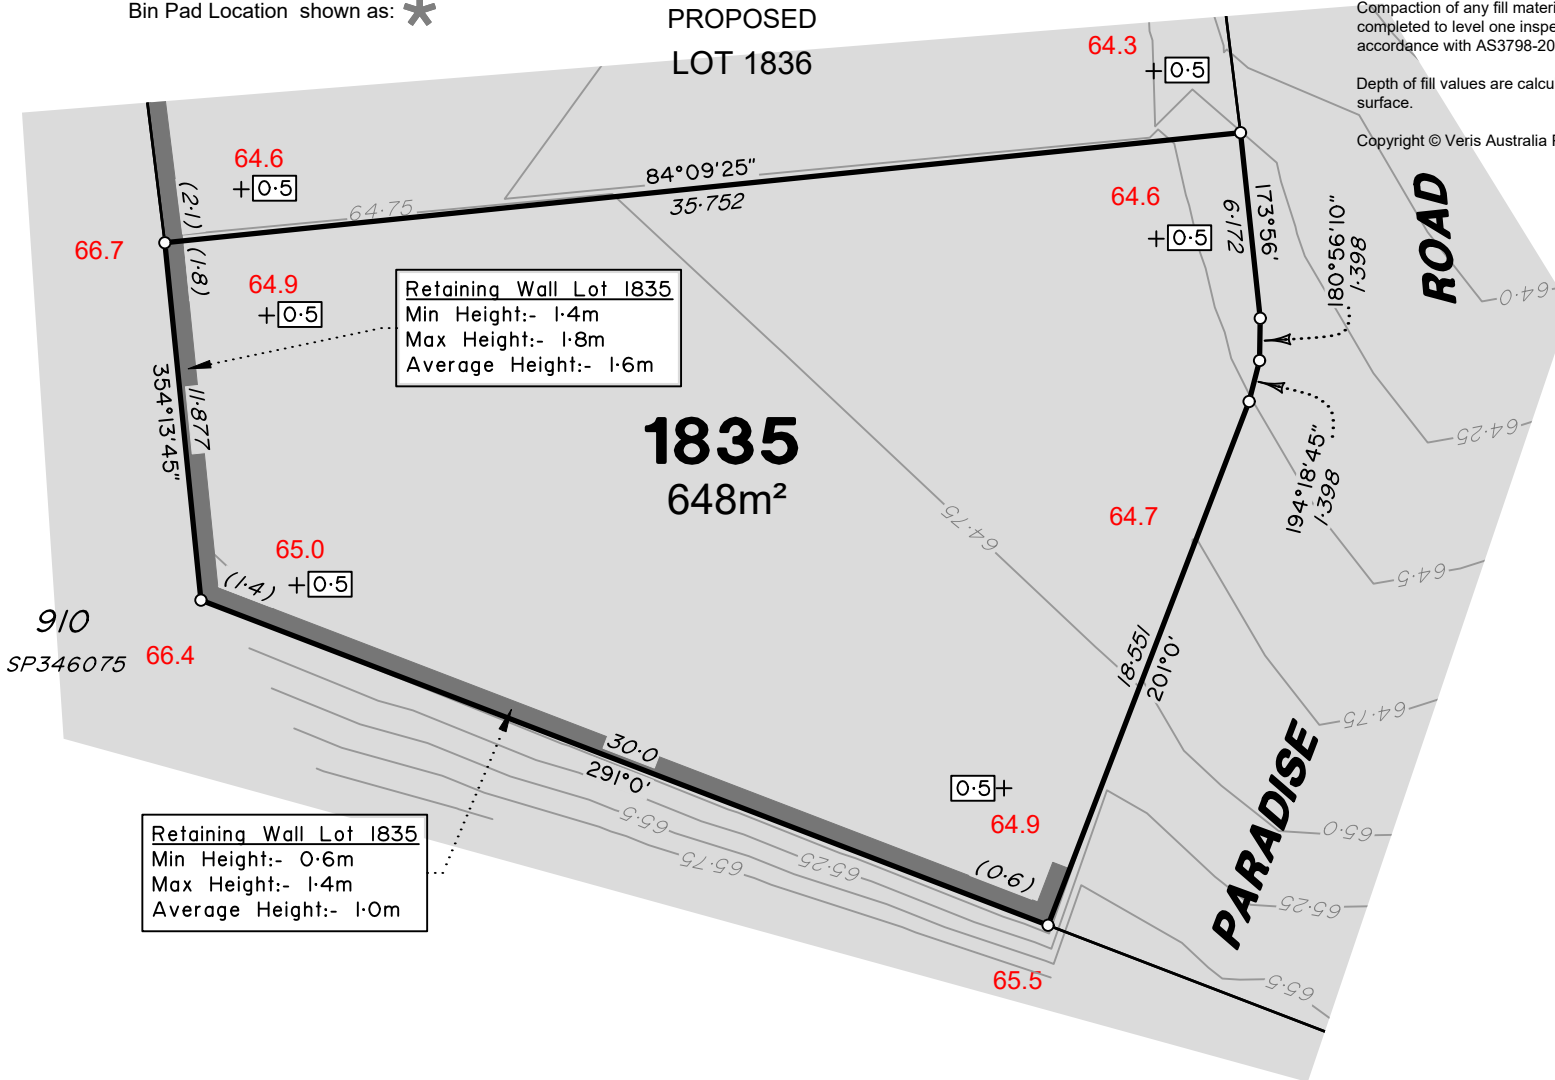 Bin Pad Location shown as:
PROPOSED
LOT 1836
Compaction of any fill
completed to level one
accordance with
Depth of fill values are
surface.
Copyright © Veris Australia
64.3
0·5
64.6
0·5
(2·1)
64·75
84°09'25"
35·752
66.7
(1·8)
64.9
0·5
64.6
0·5
173°56'
6·172
180°56'10"
1·398
ROAD
64·0
Retaining Wall Lot 1835
Min Height:- 1·4m
Max Height:- 1·8m
Average Height:- 1·6m
354°13'45"
11·877
1835
648m²
64·25
194°18'45"
1·398
64.7
64·75
64·5
65.0
0·5
(1·4)
910
SP346075
66.4
18·551
201°0'
64·75
PARADISE
30·0
291°0'
0·5
64.9
65·5
65·75
65·25
(0·6)
65·0
65·25
65·5
65.5
Retaining Wall Lot 1835
Min Height:- 0·6m
Max Height:- 1·4m
Average Height:- 1·0m